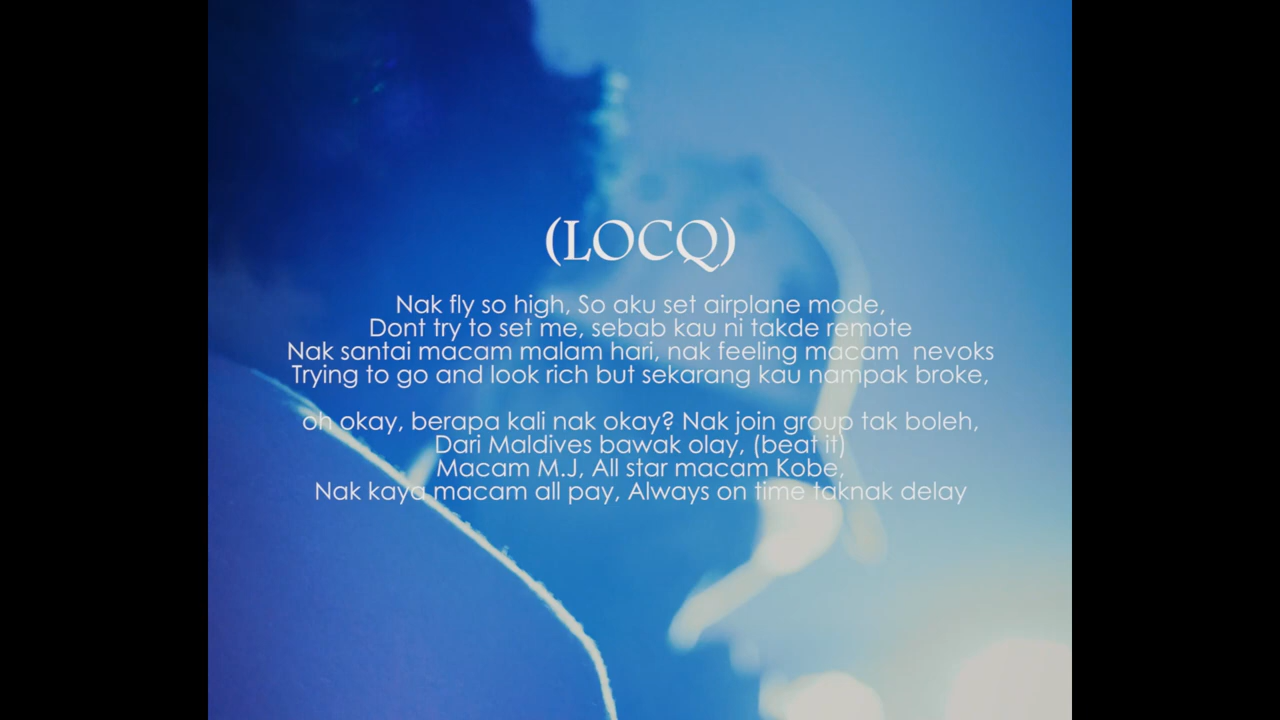 (LOCQ)
Nak fly so high, So aku set airplane mode,
Dont try to set me, sebab kau ni takde remote
Nak santai macam malam hari, nak feeling macam  nevoks
Trying to go and look rich but sekarang kau nampak broke,
oh okay, berapa kali nak okay? Nak join group tak boleh,
Dari Maldives bawak olay, (beat it)
Macam M.J, All star macam Kobe,
Nak kaya macam all pay, Always on time taknak delay